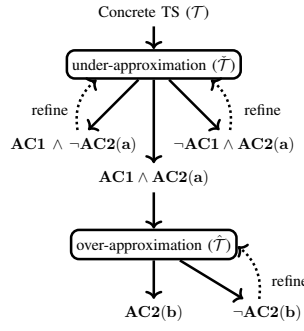 Concrete TS (𝒯)
under-approximation (Ť)
refine refine
AC1 ∧ ¬AC2(a) ¬AC1 ∧ AC2(a)
AC1 ∧ AC2(a)
over-approximation (𝒯̂)
refine
AC2(b) ¬AC2(b)